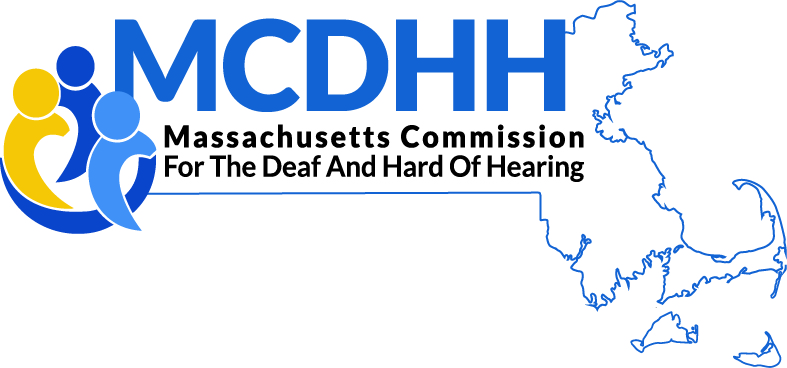 MCDHH
Massachusetts Commission
For The Deaf And Hard Of Hearing